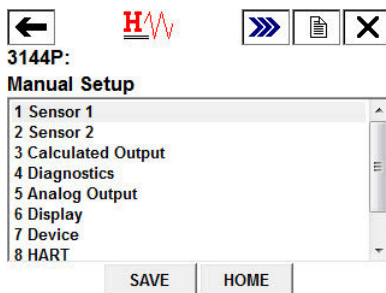 H
3144P:
Manual Setup
1 Sensor 1
2 Sensor 2
3 Calculated Output
4 Diagnostics
5 Analog Output
6 Display
7 Device
8 HART
SAVE HOME